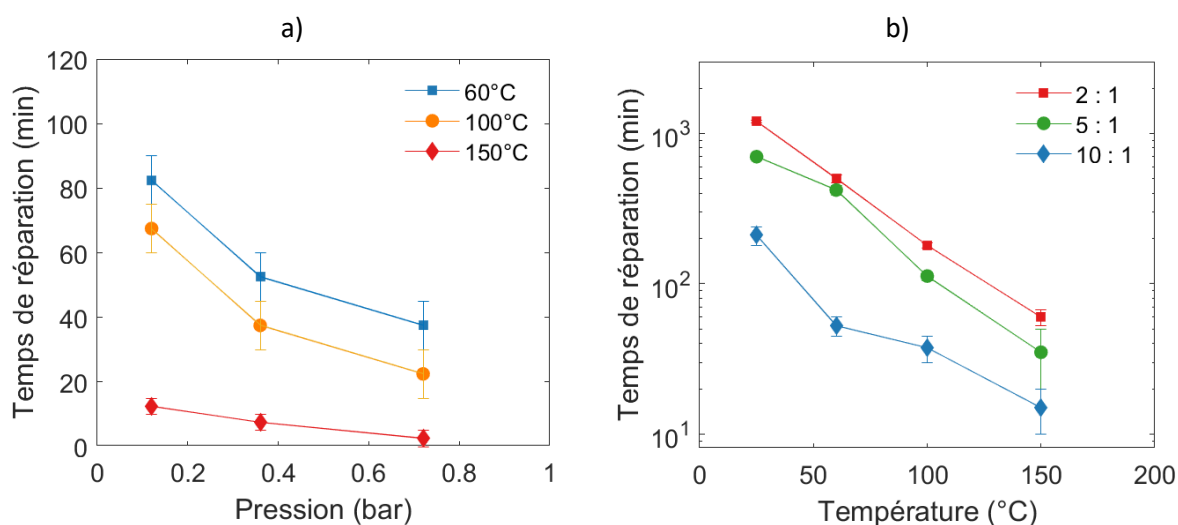 a)
120
100
80
60
40
20
0
0
0.2
0.4
0.6
0.8
1
Temps de réparation (min)
Pression (bar)
60°C
100°C
150°C
b)
10³
10²
10¹
0
50
100
150
200
Temps de réparation (min)
Température (°C)
2 : 1
5 : 1
10 : 1